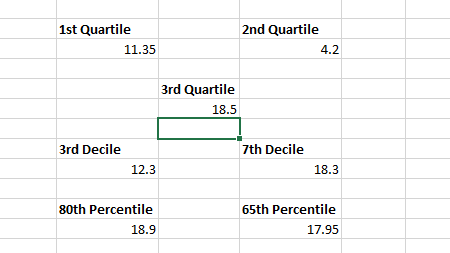 1st Quartile 2nd Quartile
11.35 4.2
3rd Quartile
18.5
3rd Decile 7th Decile
12.3 18.3
80th Percentile 65th Percentile
18.9 17.95